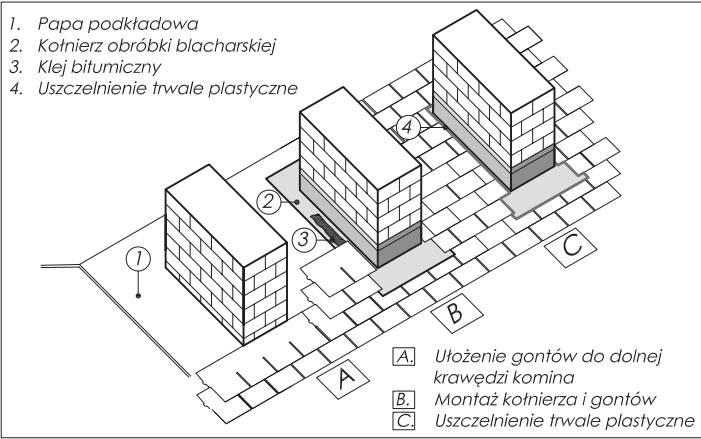 1. Papa podkładowa
2. Kołnierz obróbki blacharskiej
3. Klej bitumiczny
4. Uszczelnienie trwale plastyczne
4
2
3
1
C
B
A
A. Ułożenie gontów do dolnej
krawędzi komina
B. Montaż kołnierza i gontów
C. Uszczelnienie trwale plastyczne